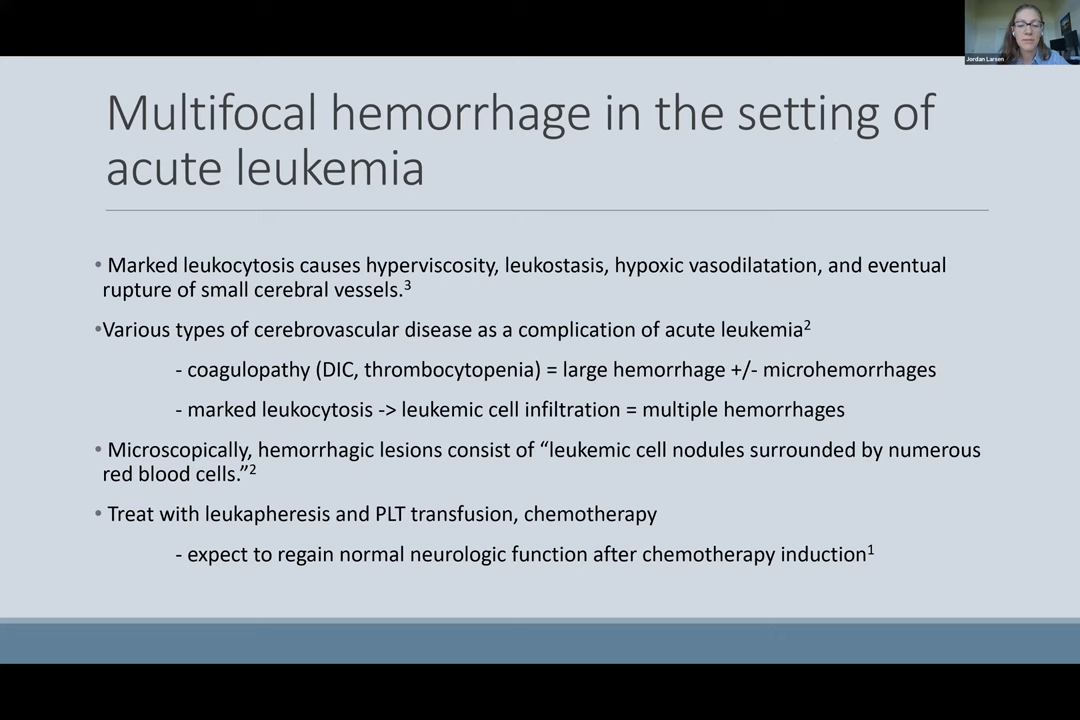 Jordan Larsen
Multifocal hemorrhage in the setting of
acute leukemia
• Marked leukocytosis causes hyperviscosity, leukostasis, hypoxic vasodilatation, and eventual
rupture of small cerebral vessels.³
•Various types of cerebrovascular disease as a complication of acute leukemia²
- coagulopathy (DIC, thrombocytopenia) = large hemorrhage +/- microhemorrhages
- marked leukocytosis -> leukemic cell infiltration = multiple hemorrhages
• Microscopically, hemorrhagic lesions consist of “leukemic cell nodules surrounded by numerous
red blood cells.”²
• Treat with leukapheresis and PLT transfusion, chemotherapy
- expect to regain normal neurologic function after chemotherapy induction¹